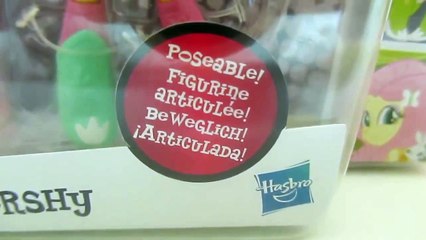 Poseable!
Figurine
articulée!
Beweglich!
¡Articulada!
Hasbro
rshy